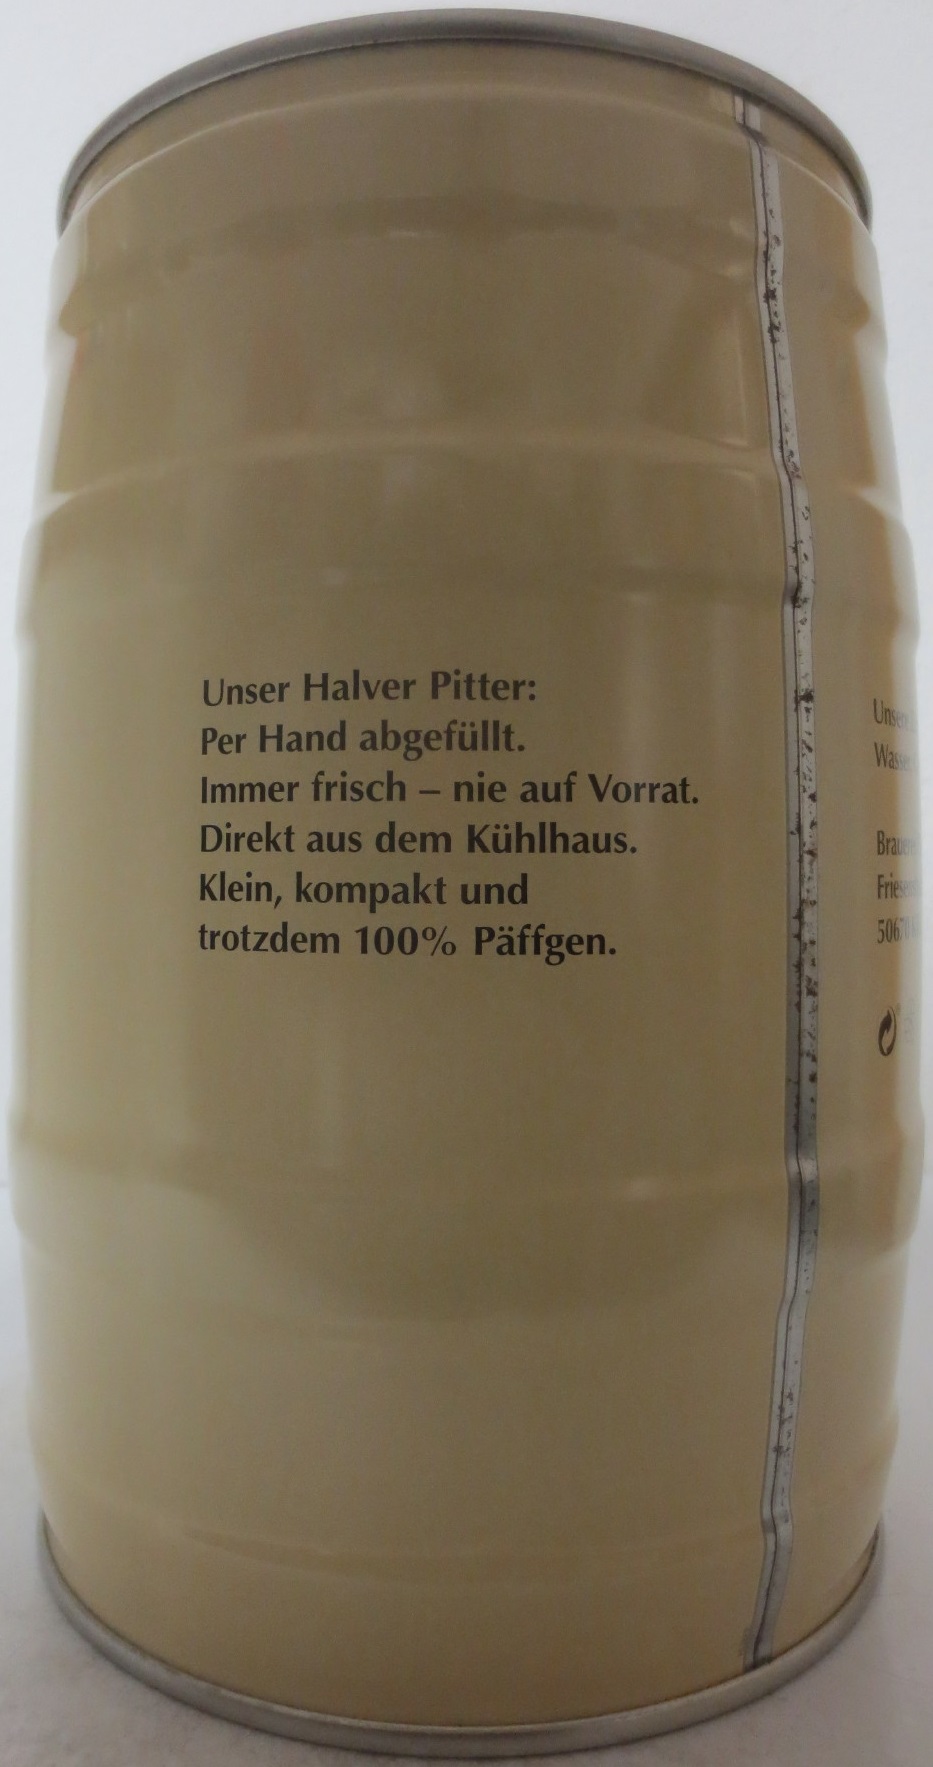 Unser Halver Pitter:
Per Hand abgefüllt.
Immer frisch – nie auf Vorrat.
Direkt aus dem Kühlhaus.
Klein, kompakt und
trotzdem 100% Päffgen.